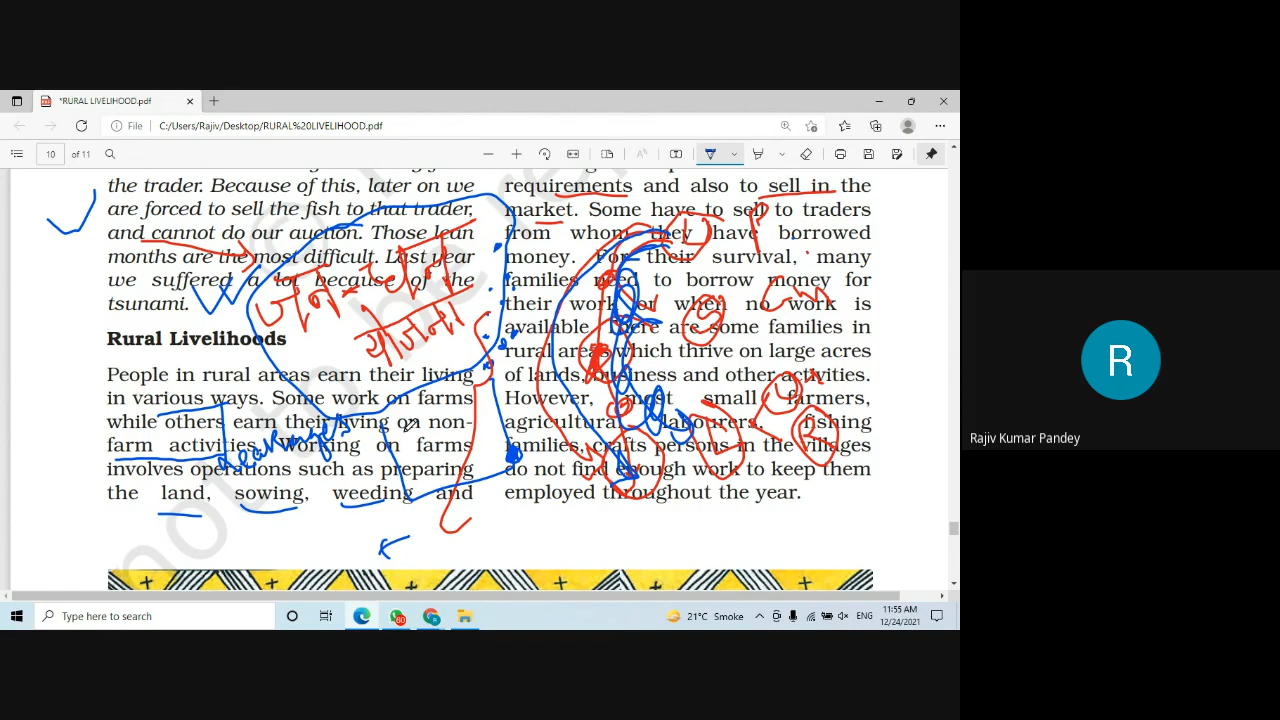 *RURAL LIVELIHOOD.pdf
File C:/Users/Rajiv/Desktop/RURAL%20LIVELIHOOD.pdf
10 of 11
the trader. Because of this, later on we
are forced to sell the fish to that trader,
and cannot do our auction. Those lean
months are the most difficult. Last year
we suffered a lot because of the
tsunami.
Rural Livelihoods
People in rural areas earn their living
in various ways. Some work on farms
while others earn their living on non-
farm activities. Working on farms
involves operations such as preparing
the land, sowing, weeding and
requirements and also to sell in the
market. Some have to sell to traders
from whom they have borrowed
money. For their survival, many
families need to borrow money for
their work or when no work is
available. There are some families in
rural areas which thrive on large acres
of lands, business and other activities.
However, most small farmers,
agricultural labourers, fishing
families, crafts persons in the villages
do not find enough work to keep them
employed throughout the year.
जन-धन
योजना
L
S
R
not to be re
Type here to search
60
21°C Smoke
ENG
11:55 AM
12/24/2021
R
Rajiv Kumar Pandey